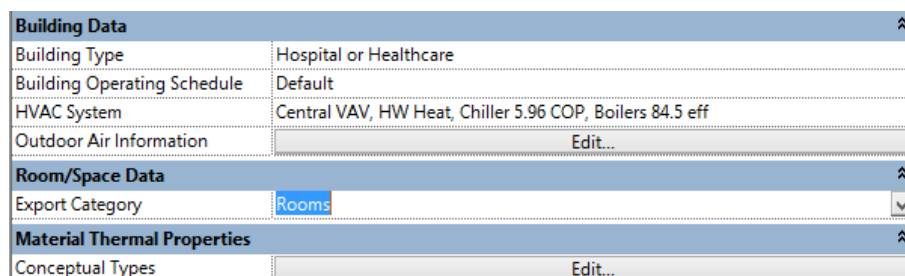 Building Data
Building Type Hospital or Healthcare
Building Operating Schedule Default
HVAC System Central VAV, HW Heat, Chiller 5.96 COP, Boilers 84.5 eff
Outdoor Air Information Edit...
Room/Space Data
Export Category Rooms
Material Thermal Properties
Conceptual Types Edit...